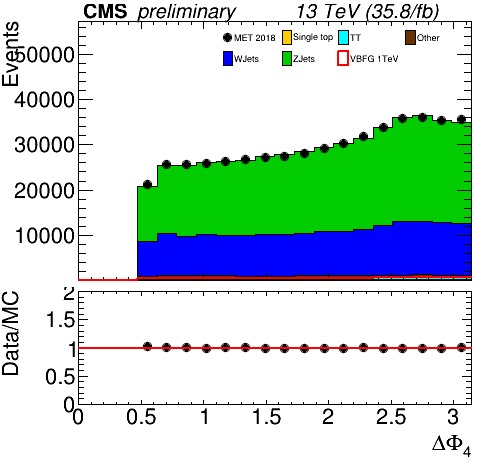 CMS preliminary 13 TeV (35.8/fb)
Events
MET 2018 Single top TT Other
WJets ZJets VBFG 1TeV
50000
40000
30000
20000
10000
Data/MC
2
1.5
1
0.5
0
0 0.5 1 1.5 2 2.5 3
ΔΦ4